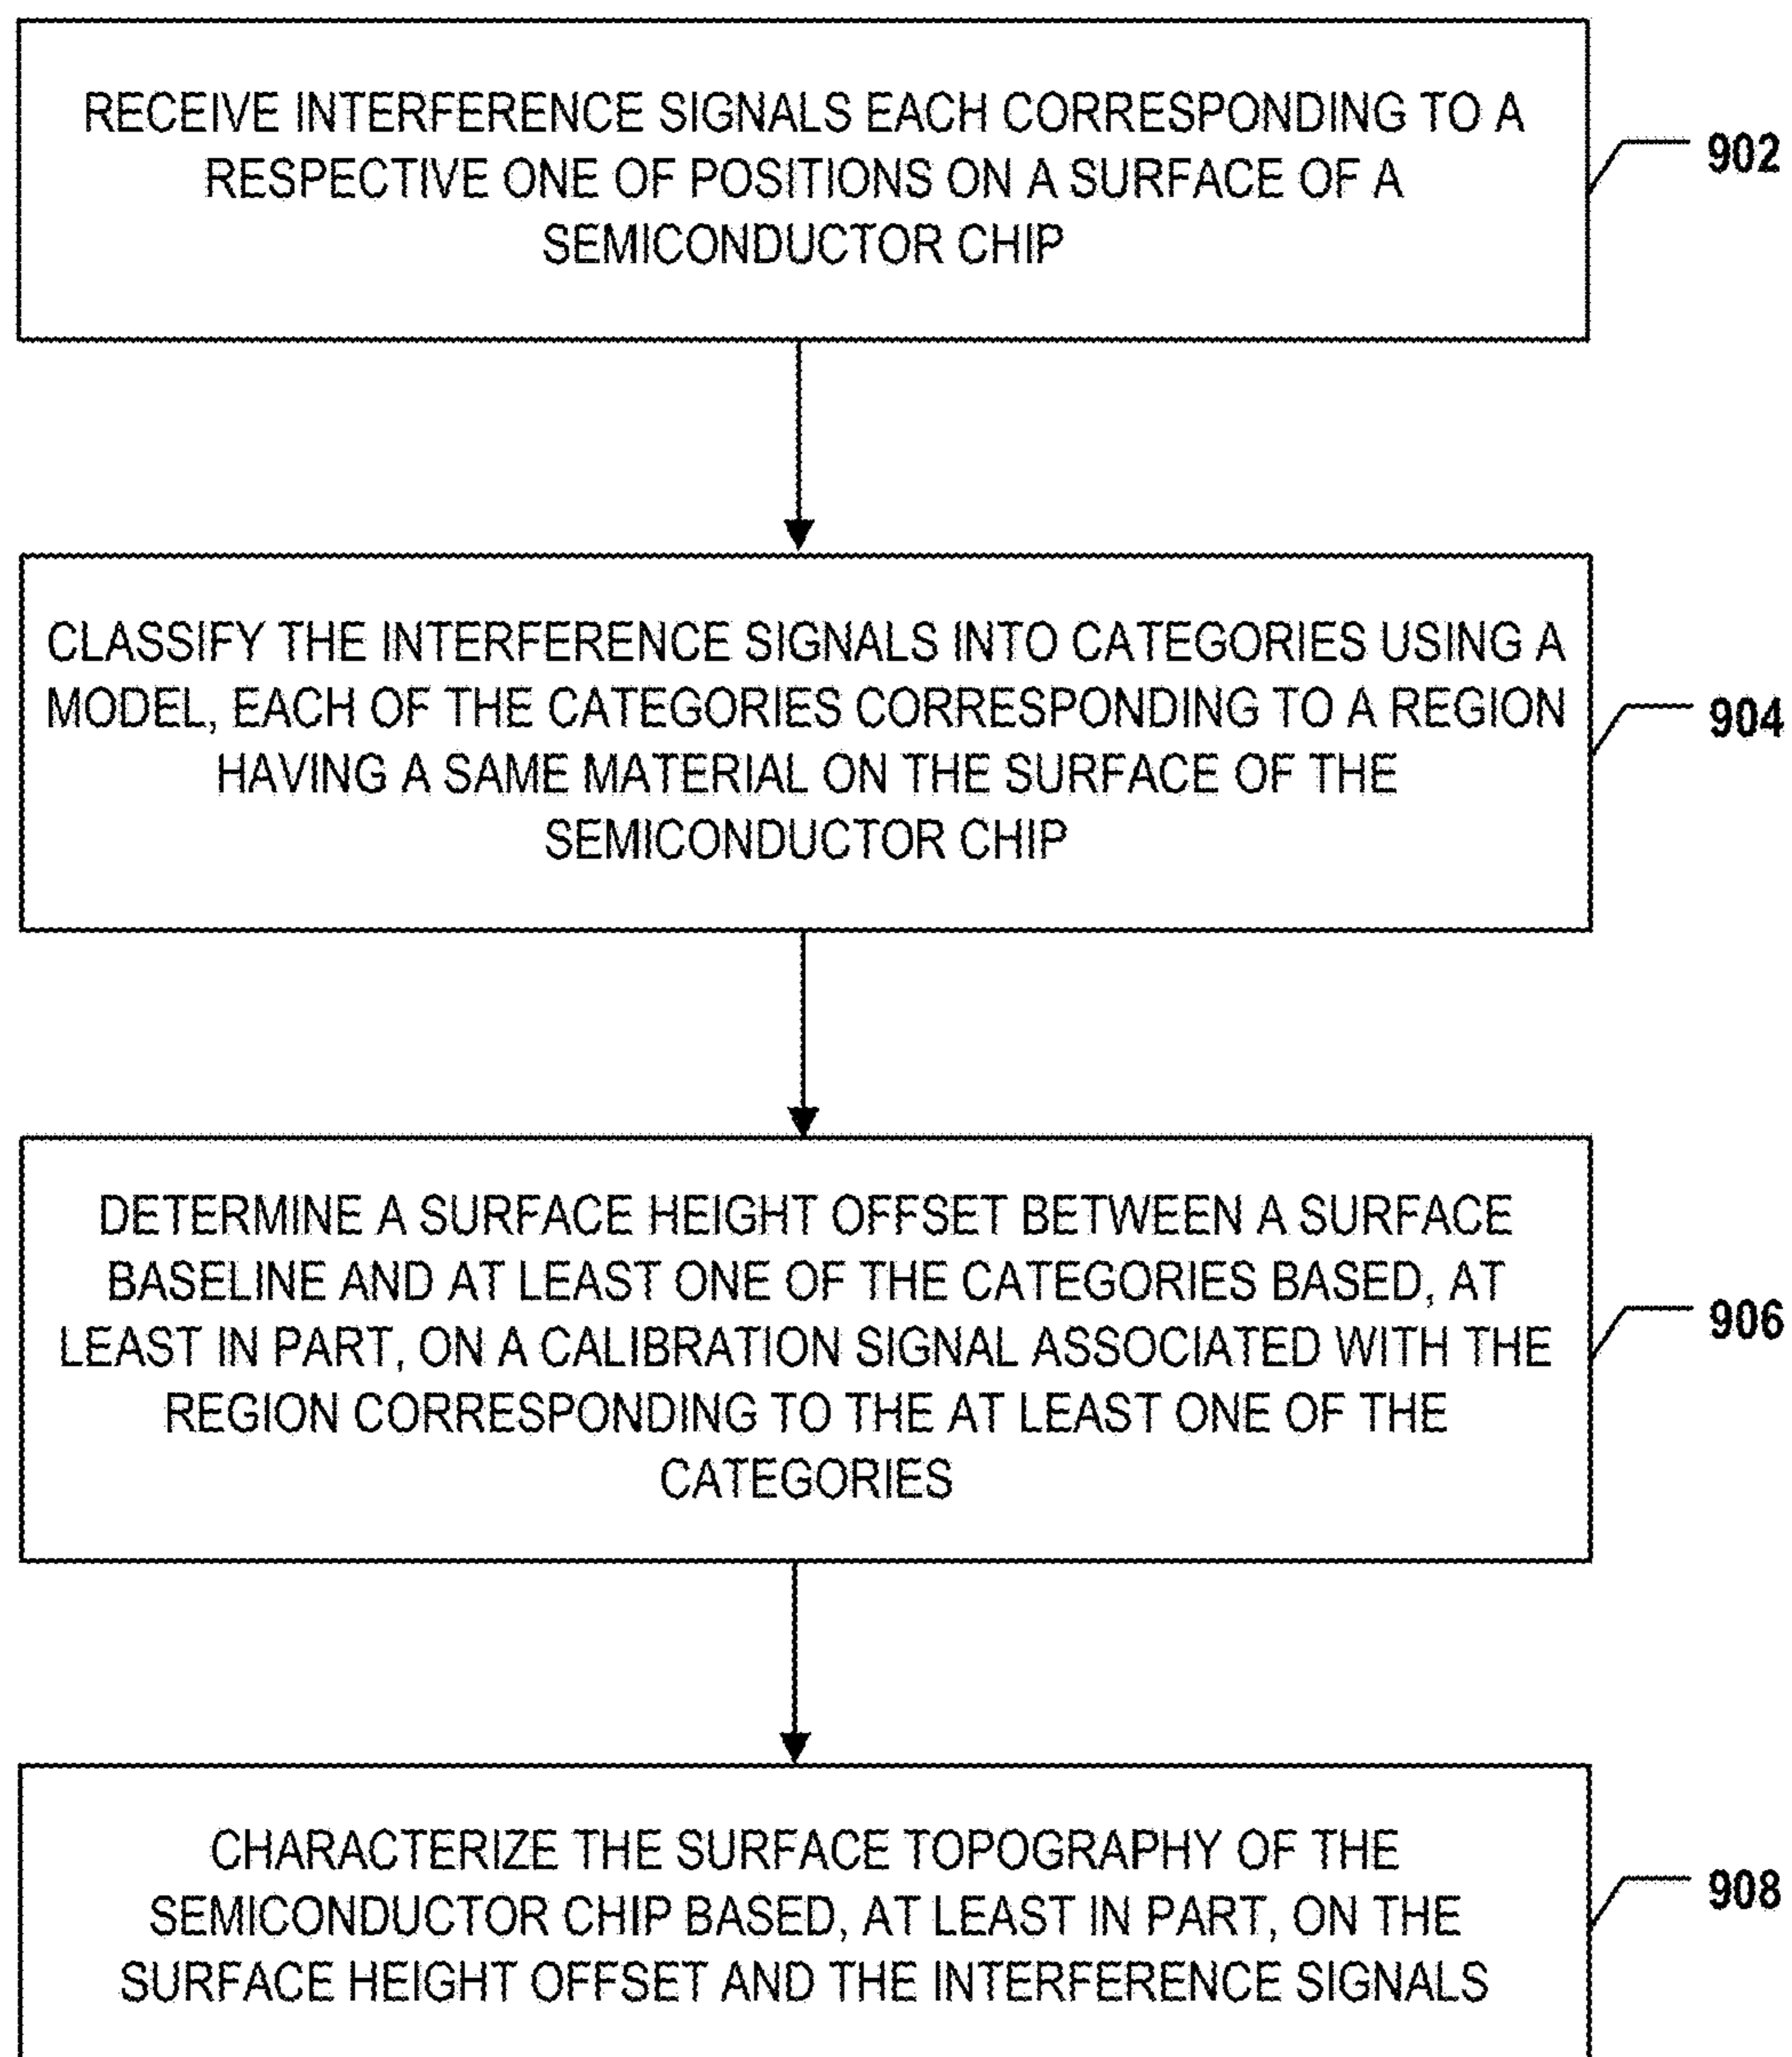 RECEIVE INTERFERENCE SIGNALS EACH CORRESPONDING TO A
RESPECTIVE ONE OF POSITIONS ON A SURFACE OF A
SEMICONDUCTOR CHIP
902
CLASSIFY THE INTERFERENCE SIGNALS INTO CATEGORIES USING A
MODEL, EACH OF THE CATEGORIES CORRESPONDING TO A REGION
HAVING A SAME MATERIAL ON THE SURFACE OF THE
SEMICONDUCTOR CHIP
904
DETERMINE A SURFACE HEIGHT OFFSET BETWEEN A SURFACE
BASELINE AND AT LEAST ONE OF THE CATEGORIES BASED, AT
LEAST IN PART, ON A CALIBRATION SIGNAL ASSOCIATED WITH THE
REGION CORRESPONDING TO THE AT LEAST ONE OF THE
CATEGORIES
906
CHARACTERIZE THE SURFACE TOPOGRAPHY OF THE
SEMICONDUCTOR CHIP BASED, AT LEAST IN PART, ON THE
SURFACE HEIGHT OFFSET AND THE INTERFERENCE SIGNALS
908